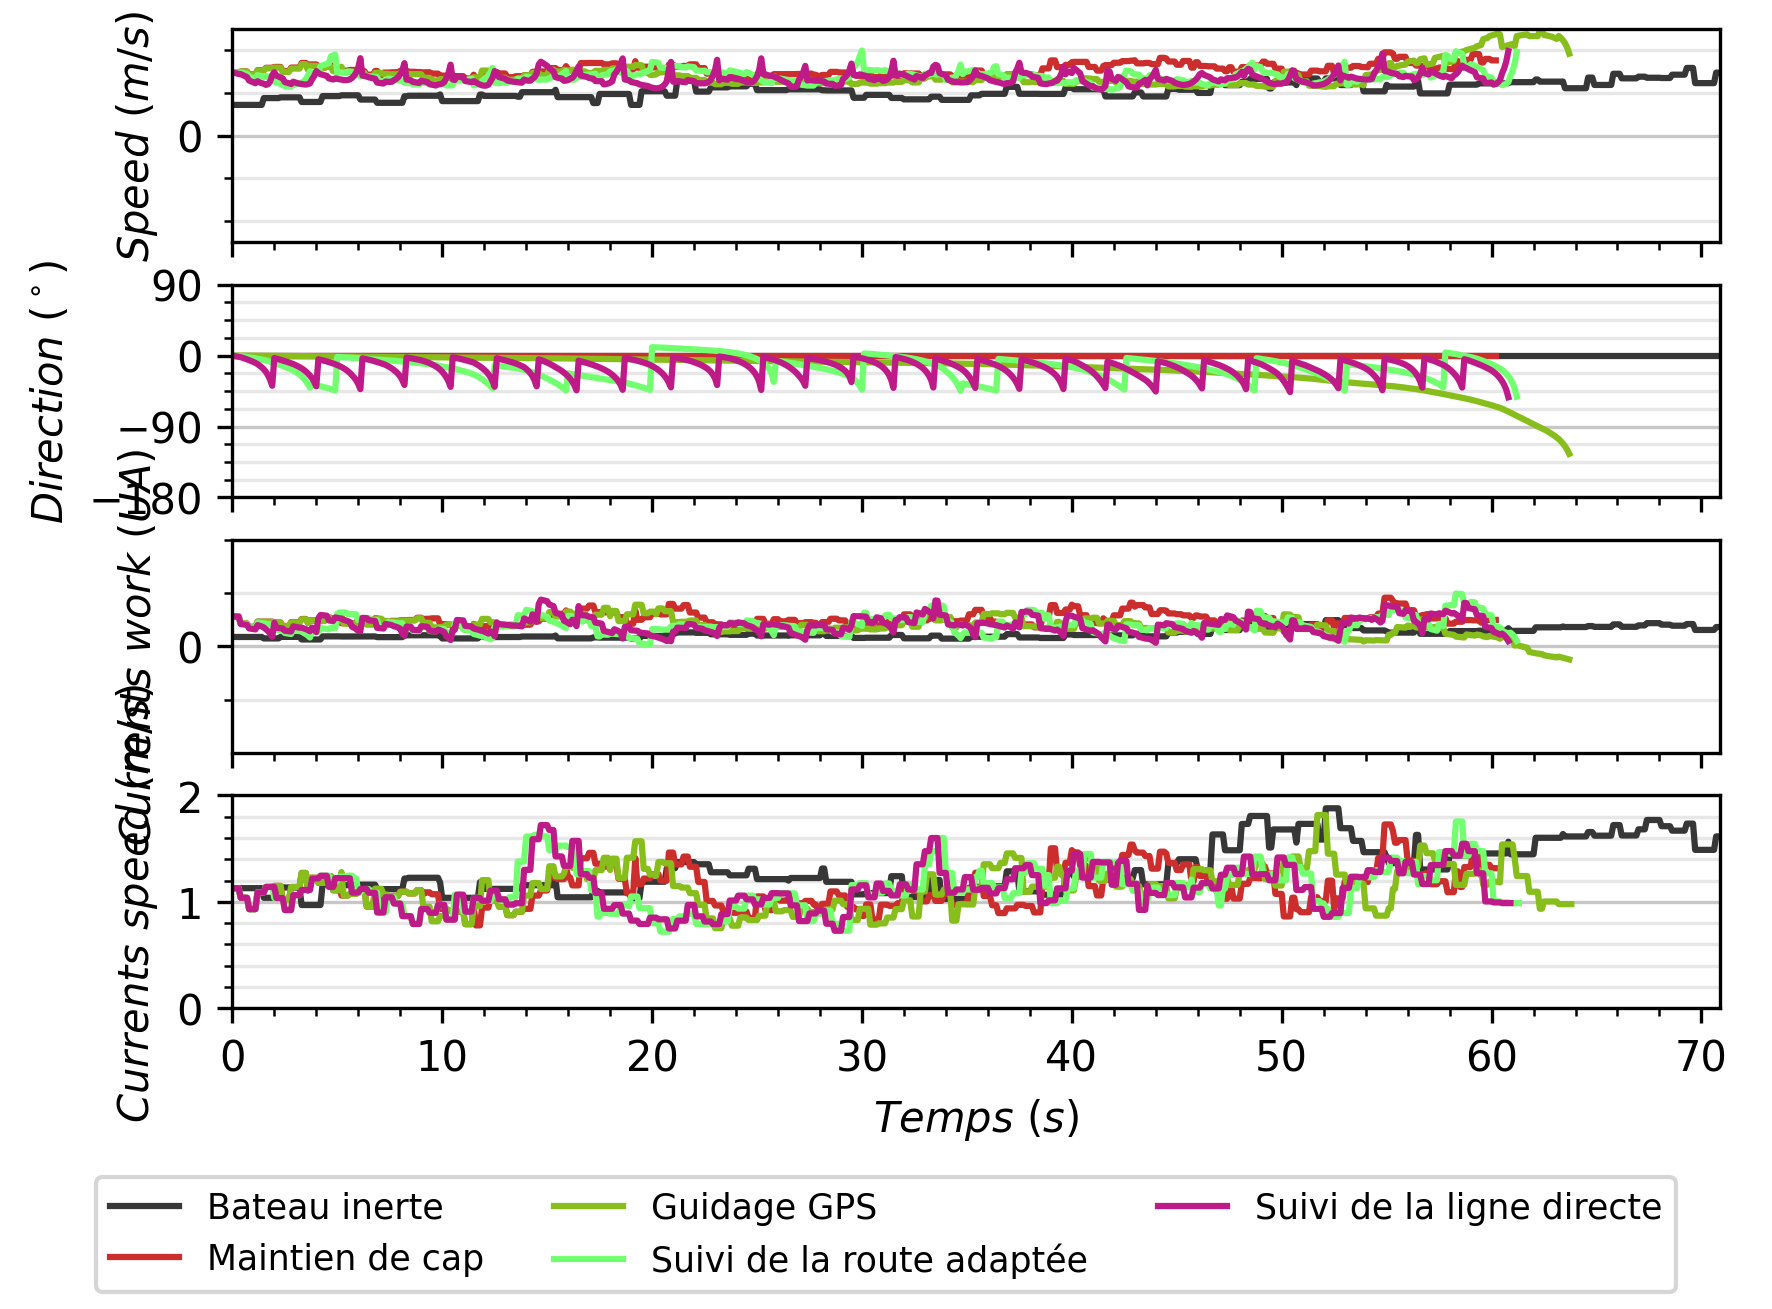 Speed (m/s)
0
Direction (°)
90
0
−90
−180
Currents work (UA)
0
Currents speed (m/s)
2
1
0
0 10 20 30 40 50 60 70
Temps (s)
Bateau inerte
Maintien de cap
Guidage GPS
Suivi de la route adaptée
Suivi de la ligne directe